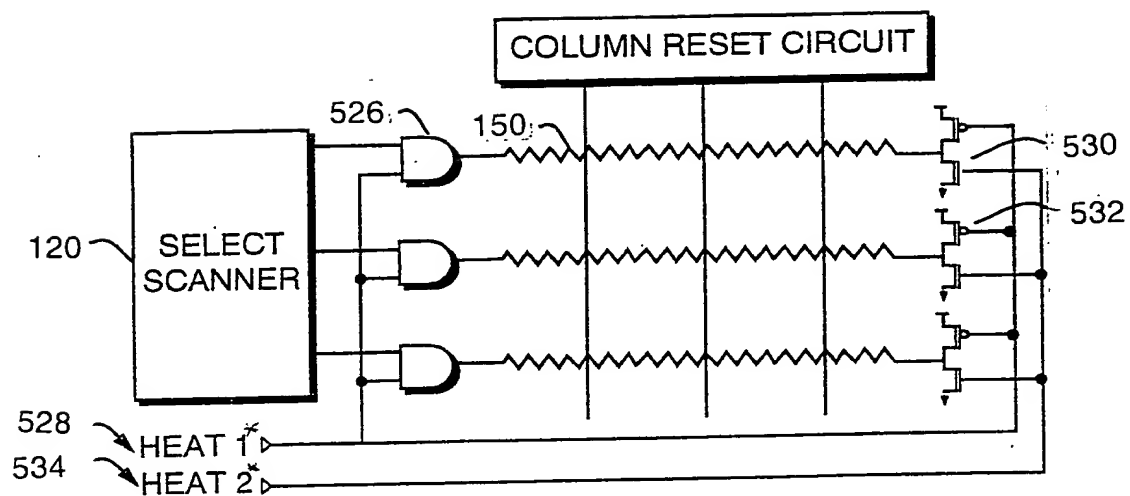 COLUMN RESET CIRCUIT
526
150
530
532
120
SELECT
SCANNER
528
HEAT 1*
534
HEAT 2*